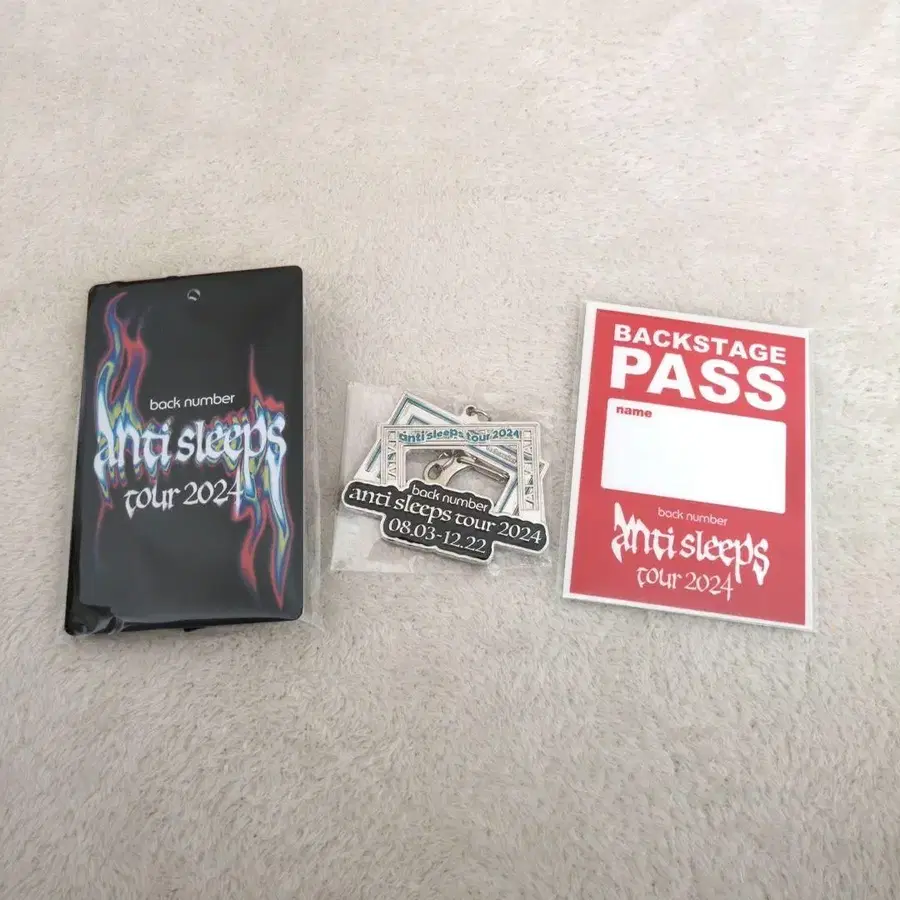 back number
anti sleeps
tour 2024
anti sleeps tour 2024
back number
anti sleeps tour 2024
08.03-12.22
BACKSTAGE
PASS
name
back number
anti sleeps
tour 2024